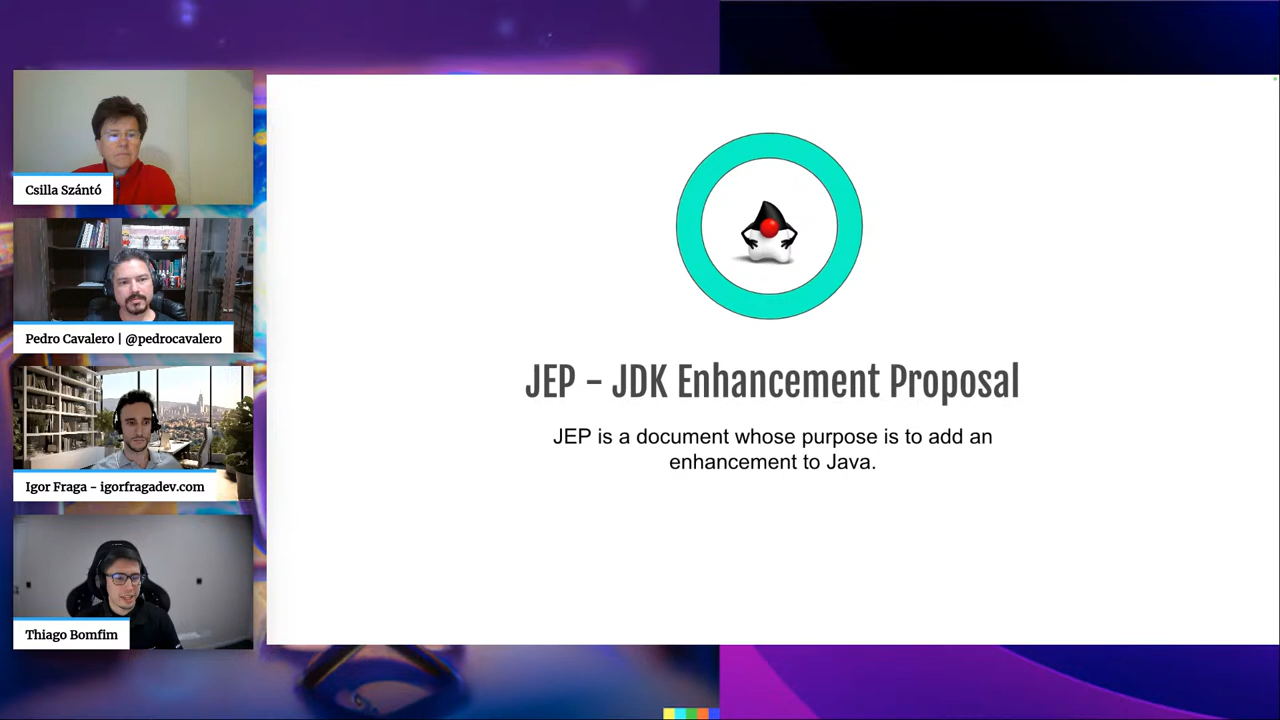 Csilla Szántó
Pedro Cavalero | @pedrocavalero
Igor Fraga - igorfragadev.com
Thiago Bomfim
JEP - JDK Enhancement Proposal
JEP is a document whose purpose is to add an
enhancement to Java.